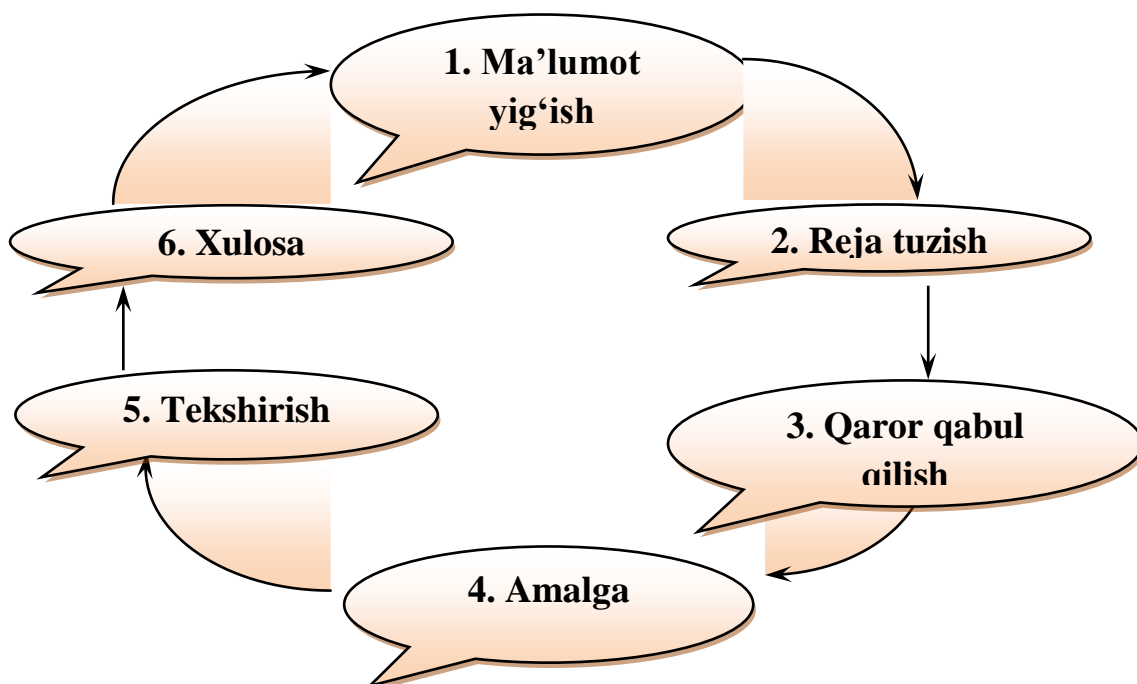 1. Ma’lumot
yig‘ish
2. Reja tuzish
3. Qaror qabul
qilish
4. Amalga
5. Tekshirish
6. Xulosa